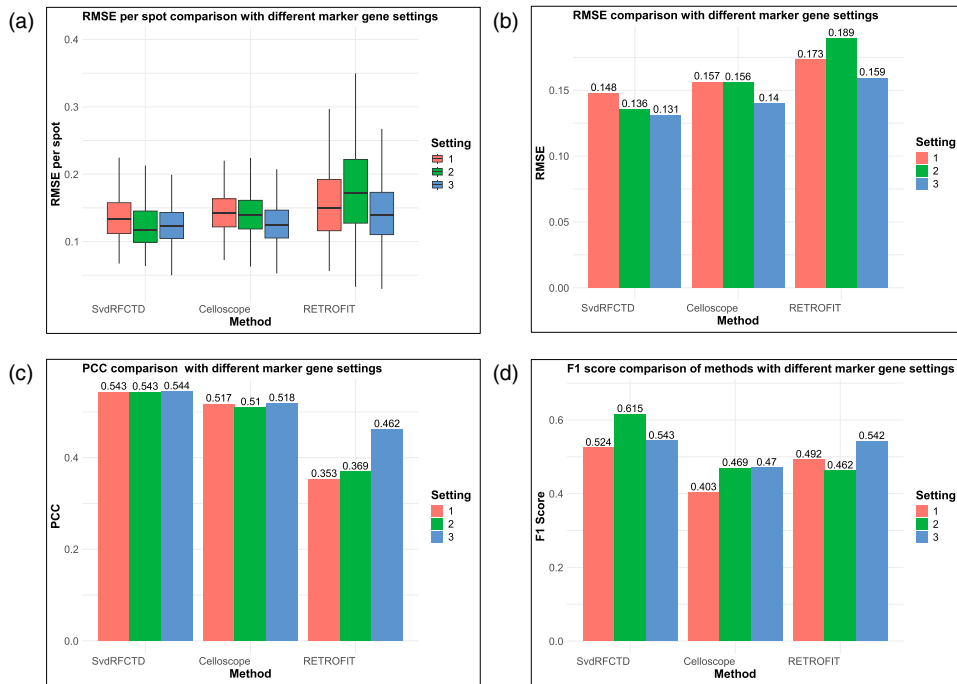 (a)
RMSE per spot comparison with different marker gene settings
0.4
0.3
0.2
0.1
RMSE per spot
SvdRFCTD Celloscope RETROFIT
Method
Setting
1
2
3
(b)
RMSE comparison with different marker gene settings
0.15
0.10
0.05
0.00
RMSE
0.148 0.136 0.131 0.157 0.156 0.14 0.173 0.189 0.159
SvdRFCTD Celloscope RETROFIT
Method
Setting
1
2
3
(c)
PCC comparison with different marker gene settings
0.4
0.2
0.0
PCC
0.543 0.543 0.544 0.517 0.51 0.518 0.353 0.369 0.462
SvdRFCTD Celloscope RETROFIT
Method
Setting
1
2
3
(d)
F1 score comparison of methods with different marker gene settings
0.6
0.4
0.2
0.0
F1 Score
0.524 0.615 0.543 0.403 0.469 0.47 0.492 0.462 0.542
SvdRFCTD Celloscope RETROFIT
Method
Setting
1
2
3